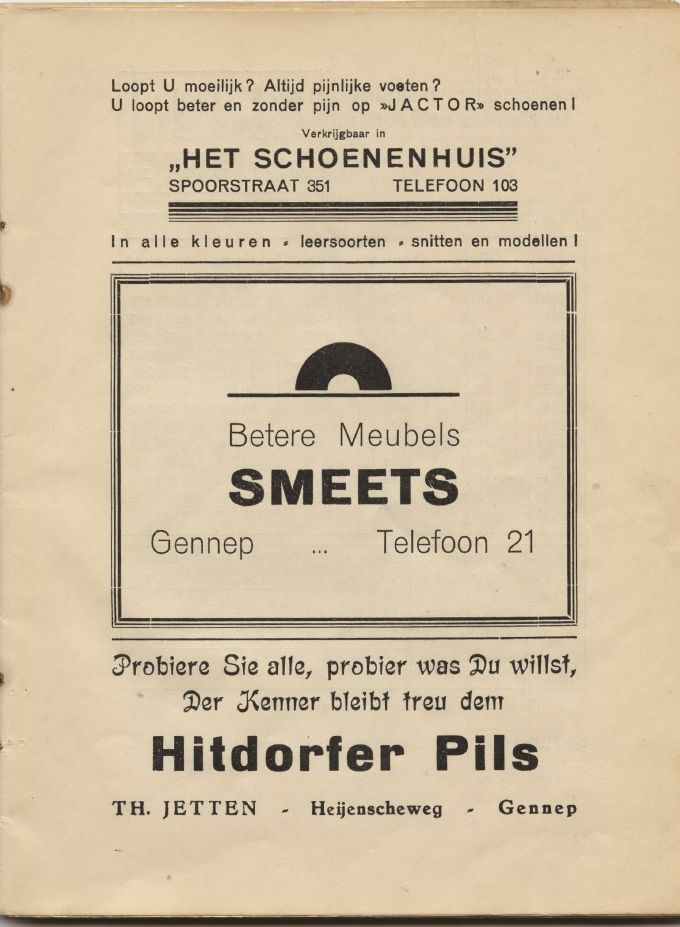 Loopt U moeilijk? Altijd pijnlijke voeten?
U loopt beter en zonder pijn op »JACTOR» schoenen!
Verkrijgbaar in
„HET SCHOENENHUIS”
SPOORSTRAAT 351 TELEFOON 103
In alle kleuren - leersoorten - snitten en modellen!
Betere Meubels
SMEETS
Gennep ... Telefoon 21
Probiere Sie alle, probier was Du willst,
Der Kenner bleibt treu dem
Hitdorfer Pils
TH. JETTEN - Heijenscheweg - Gennep